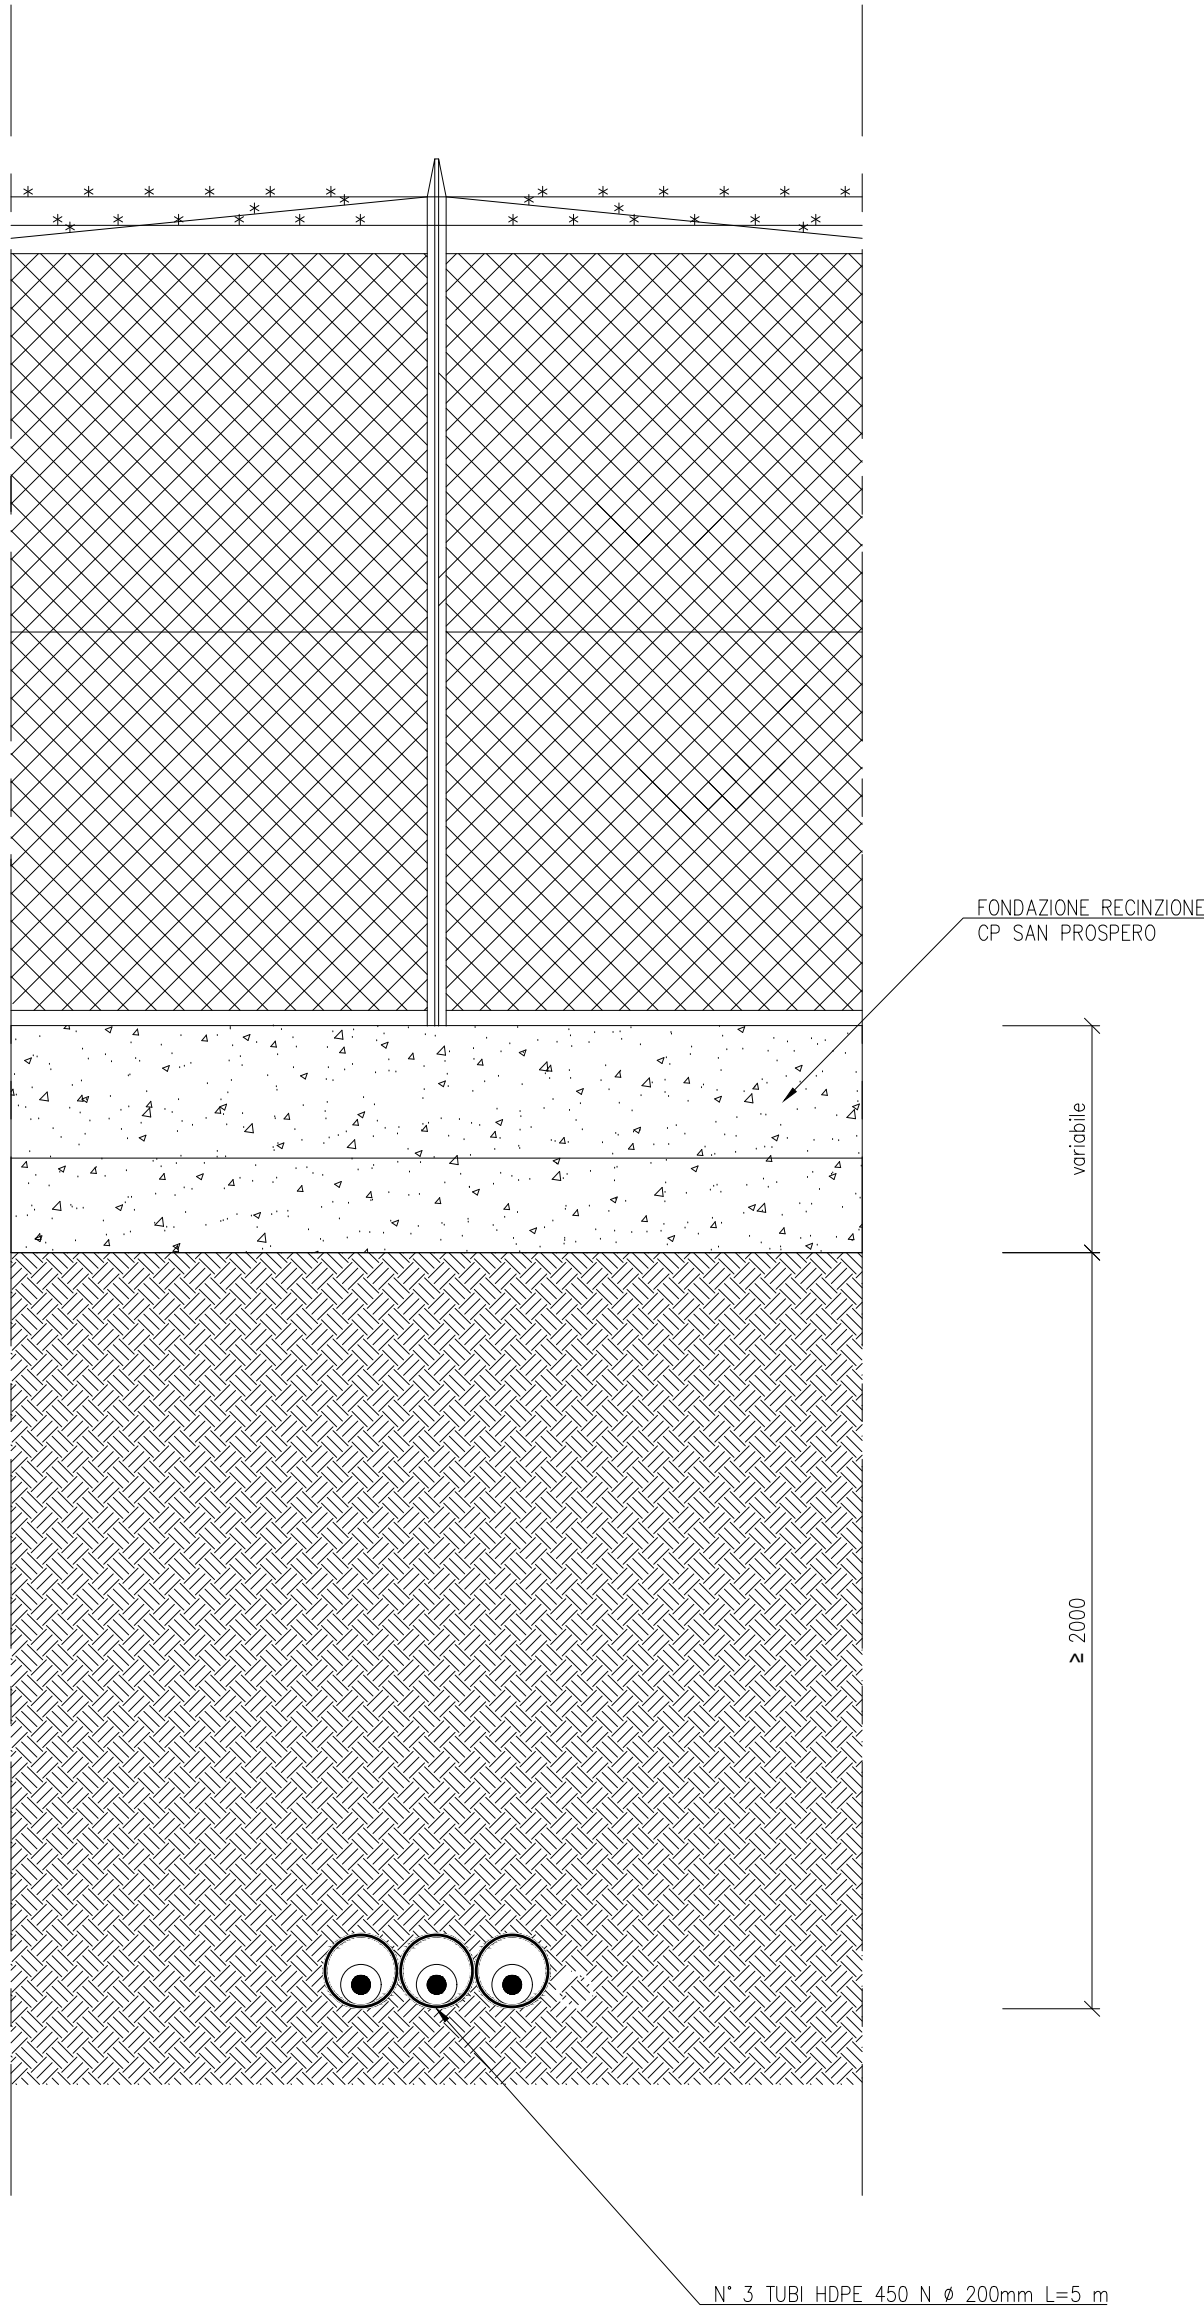 FONDAZIONE RECINZIONE
CP SAN PROSPERO
variabile
≥ 2000
N° 3 TUBI HDPE 450 N ø 200mm L=5 m